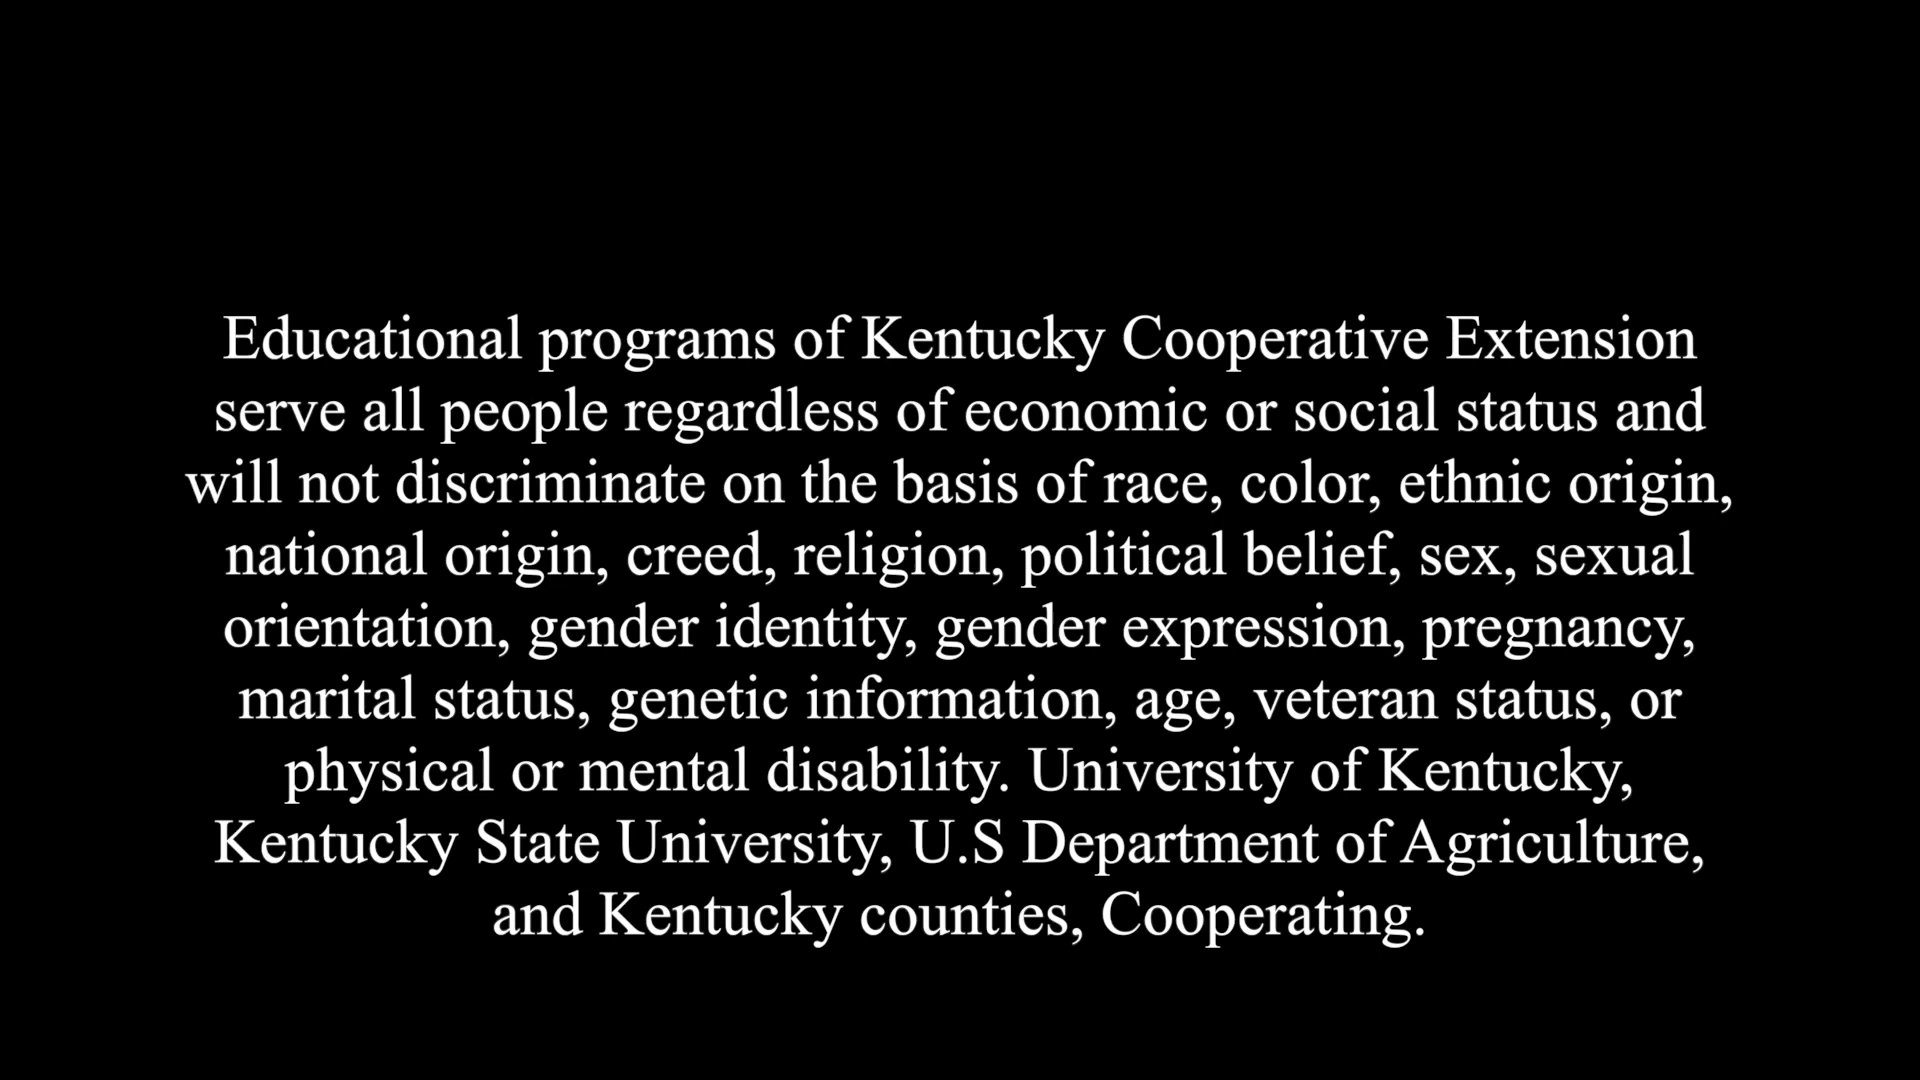 Educational programs of Kentucky Cooperative Extension
serve all people regardless of economic or social status and
will not discriminate on the basis of race, color, ethnic origin,
national origin, creed, religion, political belief, sex, sexual
orientation, gender identity, gender expression, pregnancy,
marital status, genetic information, age, veteran status, or
physical or mental disability. University of Kentucky,
Kentucky State University, U.S Department of Agriculture,
and Kentucky counties, Cooperating.